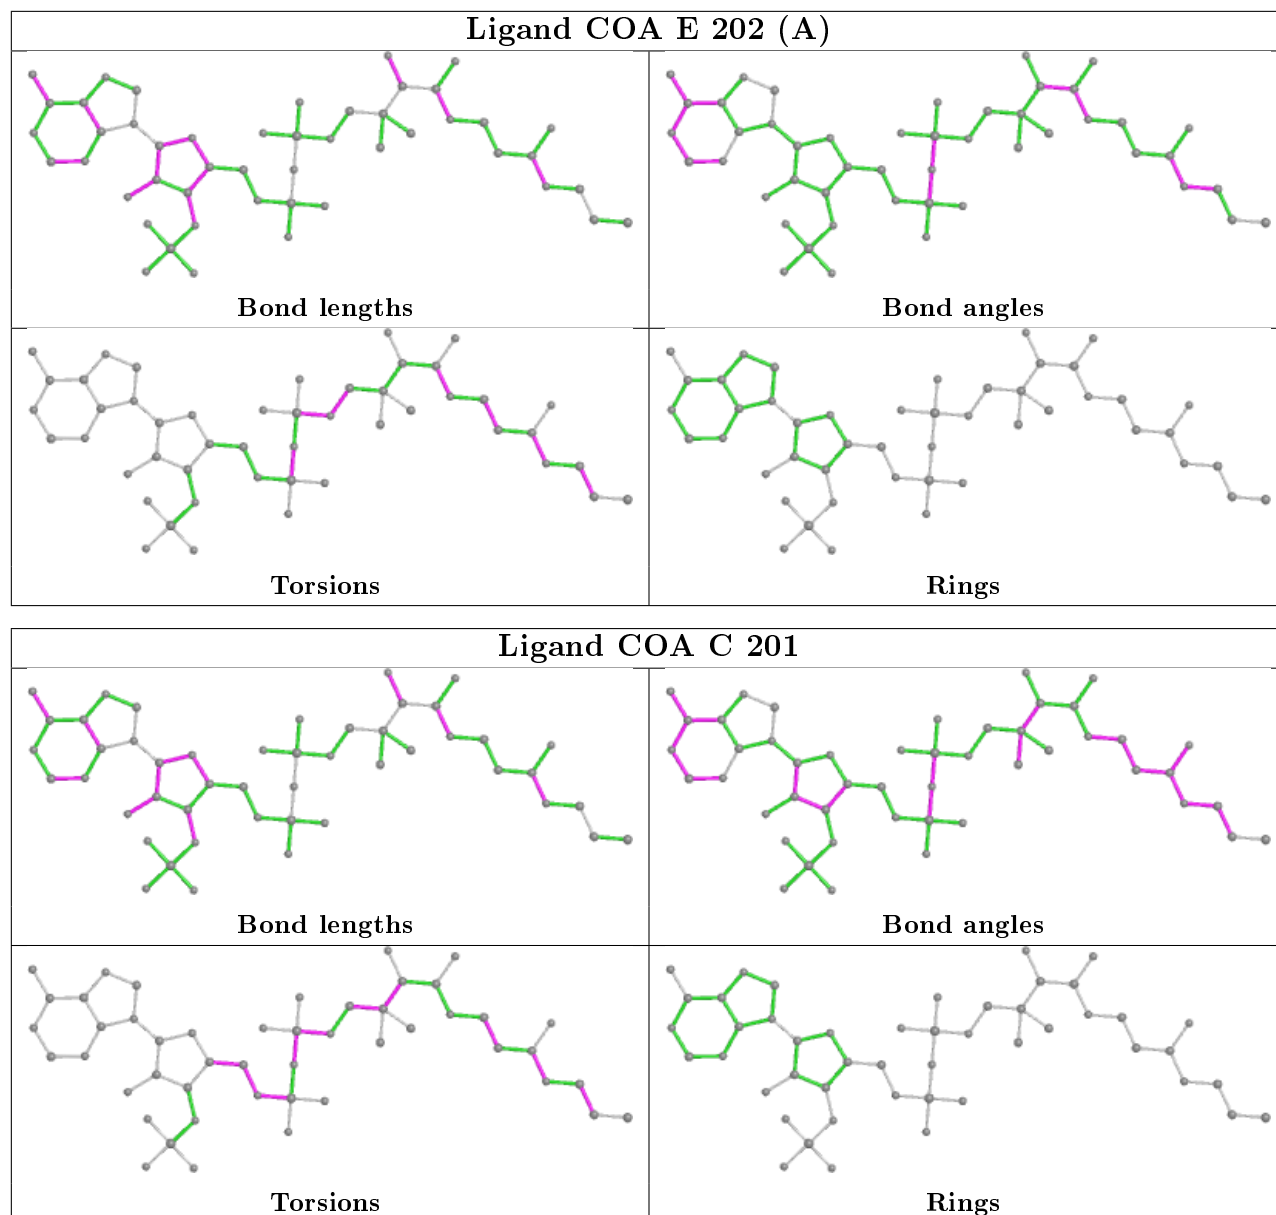 Ligand COA E 202 (A)
Bond lengths
Bond angles
Torsions
Rings
Ligand COA C 201
Bond lengths
Bond angles
Torsions
Rings